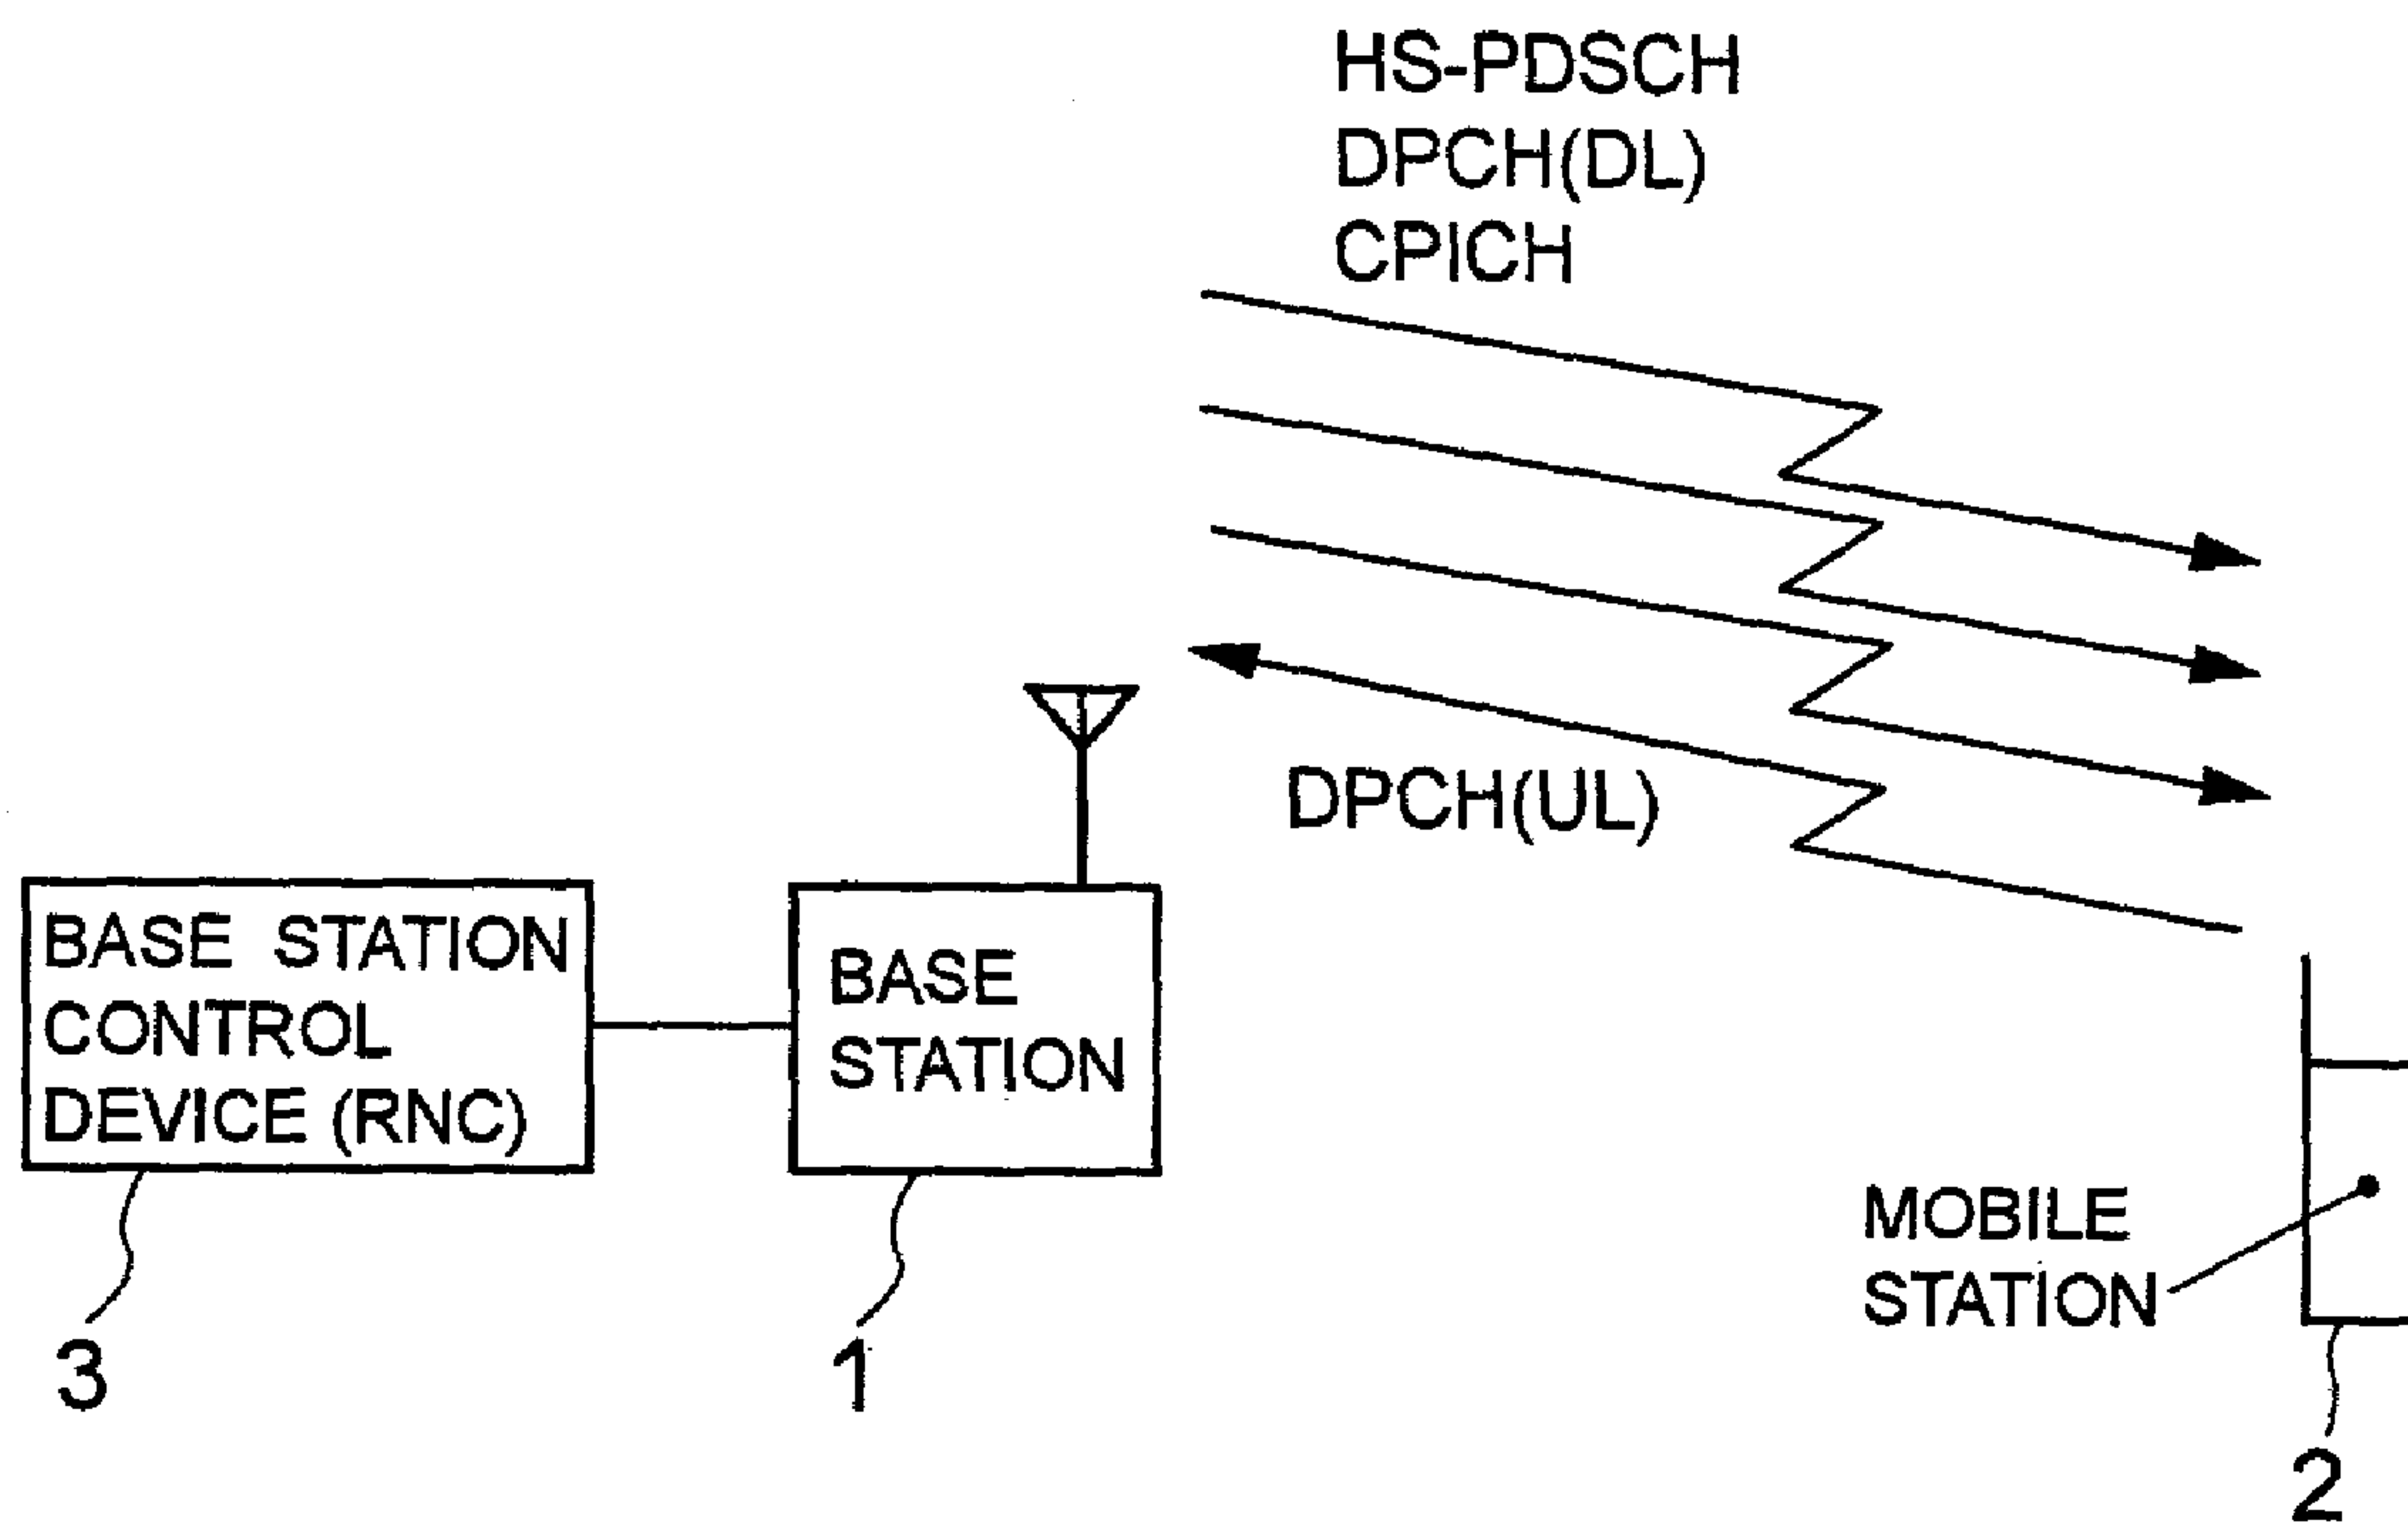 HS-PDSCH
DPCH(DL)
CPICH
DPCH(UL)
BASE STATION
CONTROL
DEVICE (RNC)
BASE
STATION
MOBILE
STATION
3
1
2